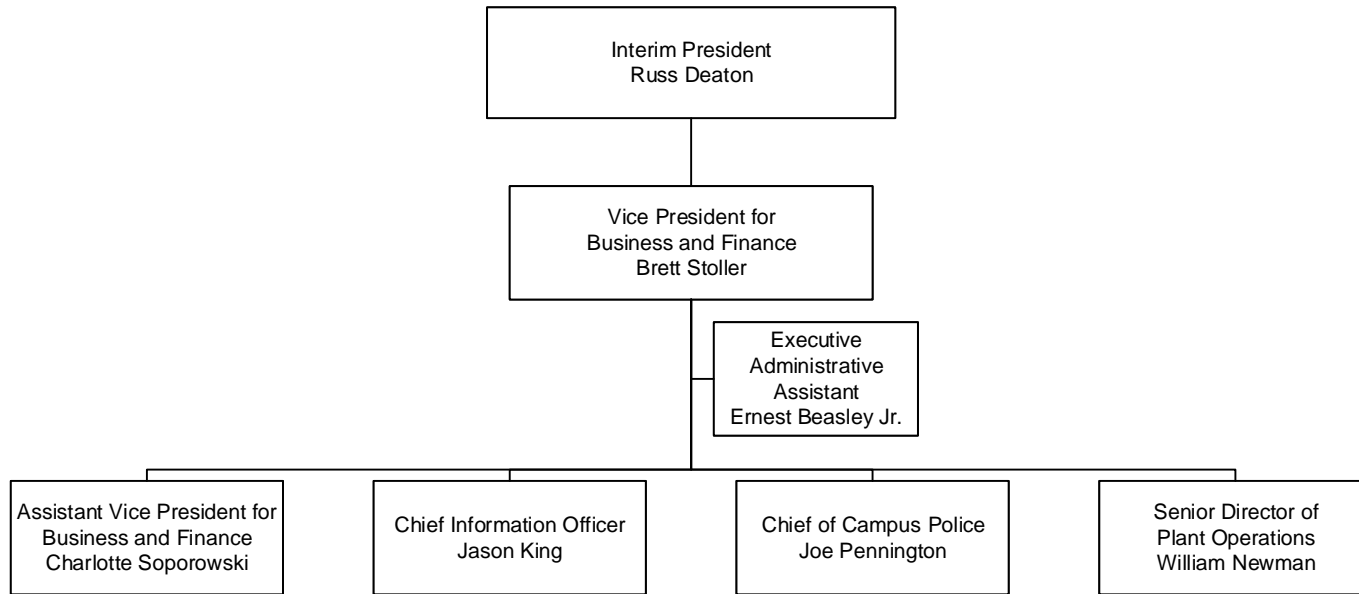 Interim President
Russ Deaton
Vice President for
Business and Finance
Brett Stoller
Executive
Administrative
Assistant
Ernest Beasley Jr.
Assistant Vice President for
Business and Finance
Charlotte Soporowski
Chief Information Officer
Jason King
Chief of Campus Police
Joe Pennington
Senior Director of
Plant Operations
William Newman